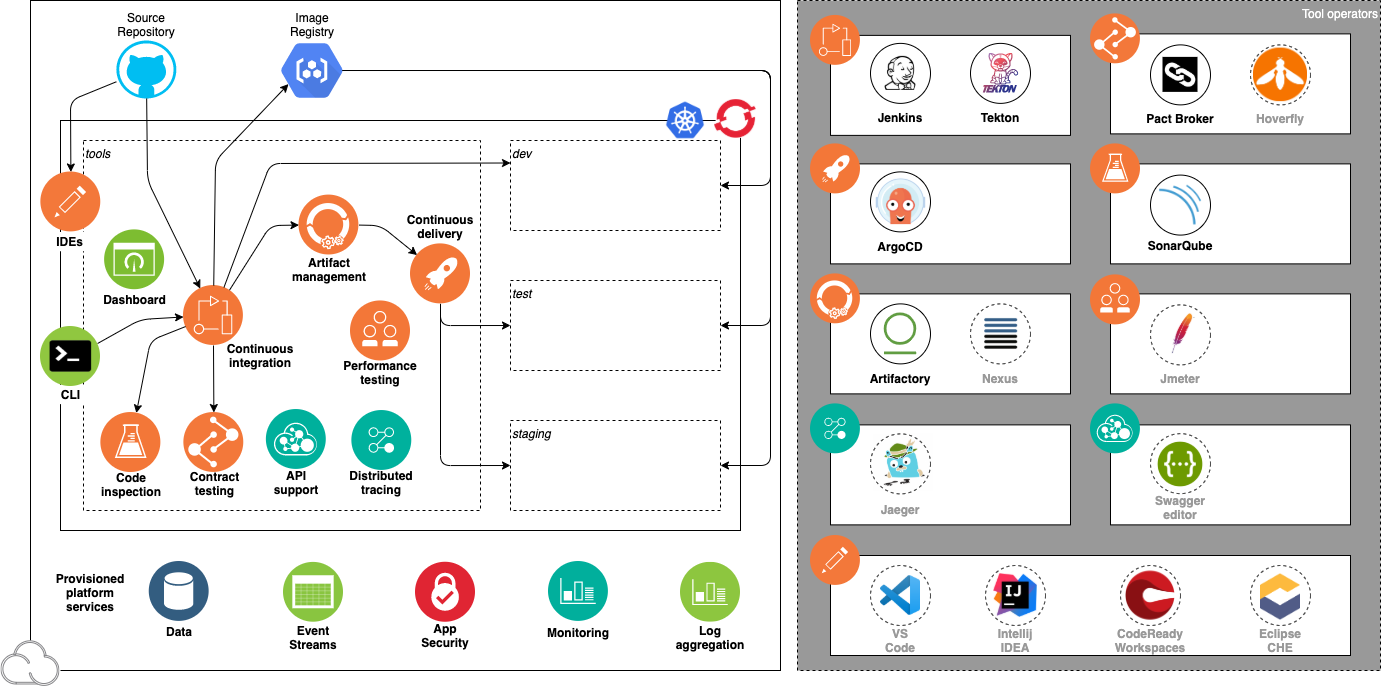 Source
Repository
Image
Registry
tools
dev
IDEs
Dashboard
Artifact
management
Continuous
delivery
test
CLI
Continuous
integration
Performance
testing
staging
Code
inspection
Contract
testing
API
support
Distributed
tracing
Provisioned
platform
services
Data
Event
Streams
App
Security
Monitoring
Log
aggregation
Tool operators
TEKTON
Jenkins
Tekton
Pact Broker
Hoverfly
ArgoCD
SonarQube
Artifactory
Nexus
Jmeter
Jaeger
Swagger
editor
IJ
VS
Code
Intellij
IDEA
CodeReady
Workspaces
Eclipse
CHE